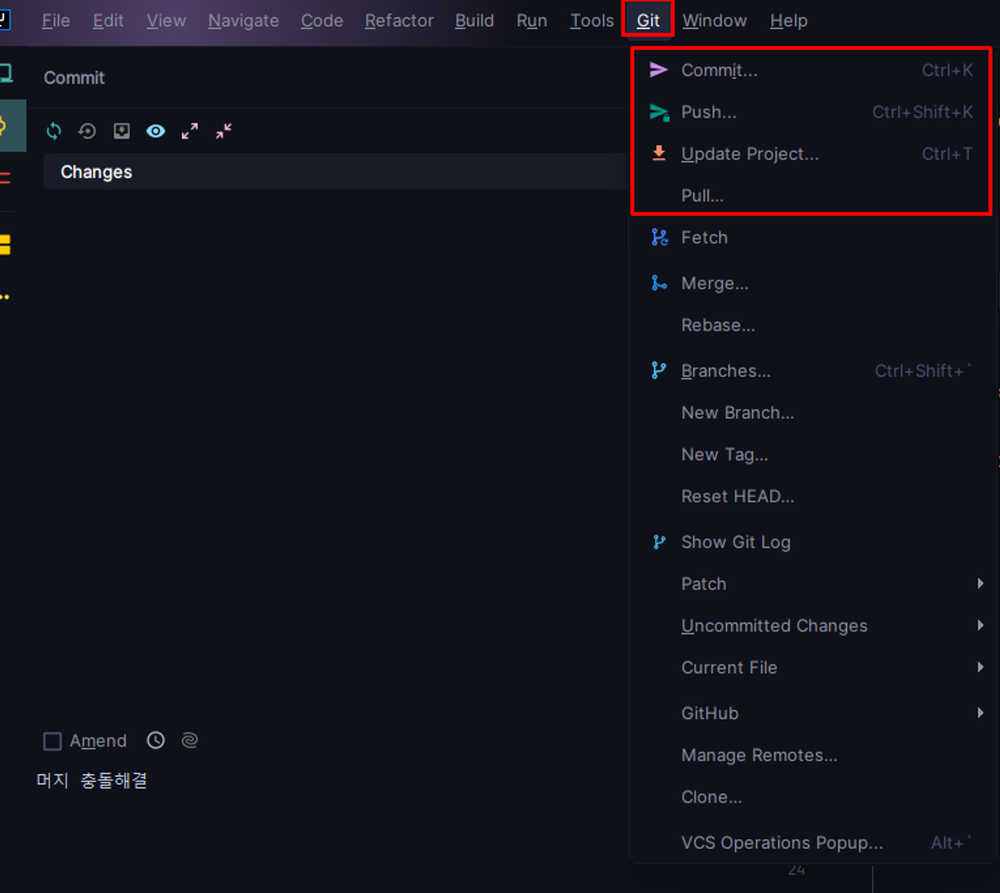 File Edit View Navigate Code Refactor Build Run Tools Git Window Help
Commit
Changes
Commit... Ctrl+K
Push... Ctrl+Shift+K
Update Project... Ctrl+T
Pull...
Fetch
Merge...
Rebase...
Branches... Ctrl+Shift+`
New Branch...
New Tag...
Reset HEAD...
Show Git Log
Patch
Uncommitted Changes
Current File
GitHub
Manage Remotes...
Clone...
VCS Operations Popup... Alt+`
Amend
머지 충돌해결
24